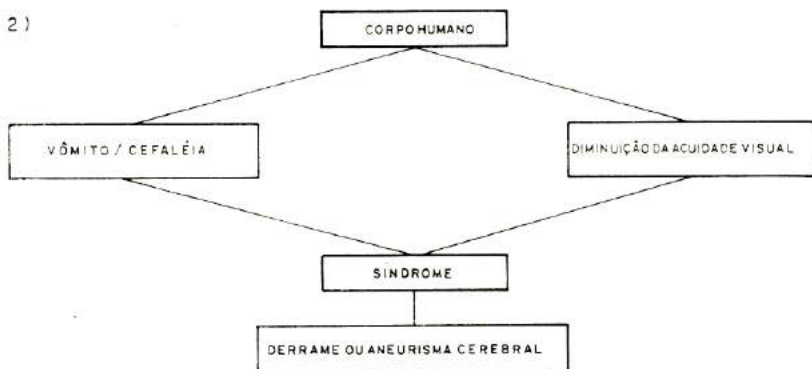 2)
CORPO HUMANO
VÔMITO / CEFALÉIA
DIMINUIÇÃO DA ACUIDADE VISUAL
SINDROME
DERRAME OU ANEURISMA CEREBRAL